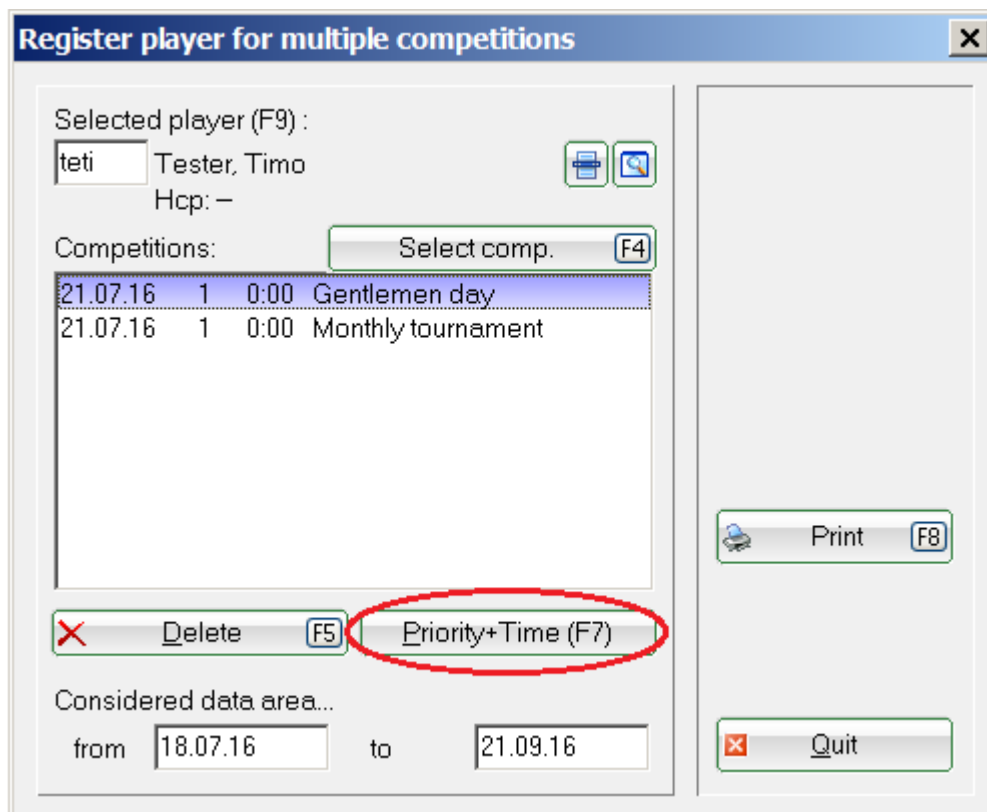 Register player for multiple competitions
Selected player (F9) :
teti Tester, Timo
Hcp: –
Competitions: Select comp. F4
21.07.16 1 0:00 Gentlemen day
21.07.16 1 0:00 Monthly tournament
Print F8
Delete F5 Priority+Time (F7)
Considered data area...
from 18.07.16 to 21.09.16
Quit